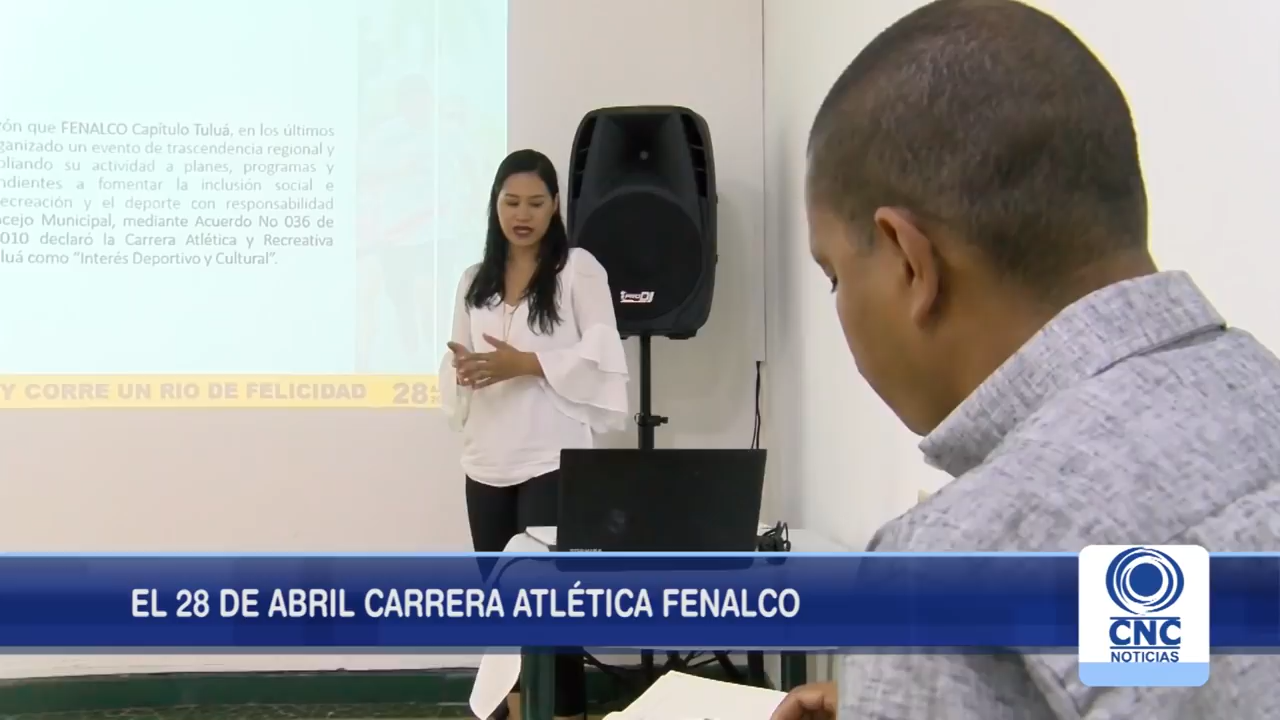 zón que FENALCO Capítulo Tuluá, en los últimos
rganizado un evento de trascendencia regional y
pliando su actividad a planes, programas y
ndientes a fomentar la inclusión social e
ecreación y el deporte con responsabilidad
ncejo Municipal, mediante Acuerdo No 036 de
010 declaró la Carrera Atlética y Recreativa
luá como "Interés Deportivo y Cultural".
Y CORRE UN RIO DE FELICIDAD 28
EL 28 DE ABRIL CARRERA ATLÉTICA FENALCO
CNC
NOTICIAS